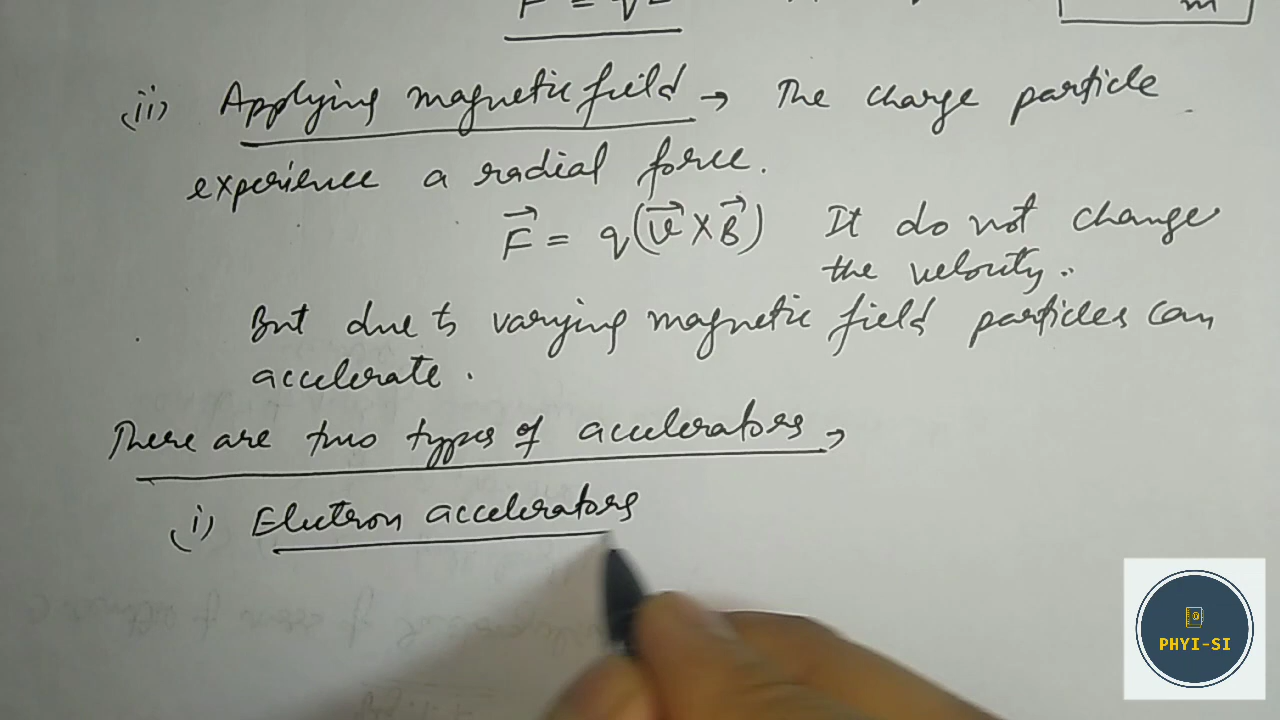 F = qE
m
(ii) Applying magnetic field → The charge particle
experience a radial force.
F⃗ = q(v⃗ × B⃗) It do not change
the velocity.
But due to varying magnetic field particles can
accelerate.
There are two types of accelerators →
(i) Electron accelerators
PHYI-SI